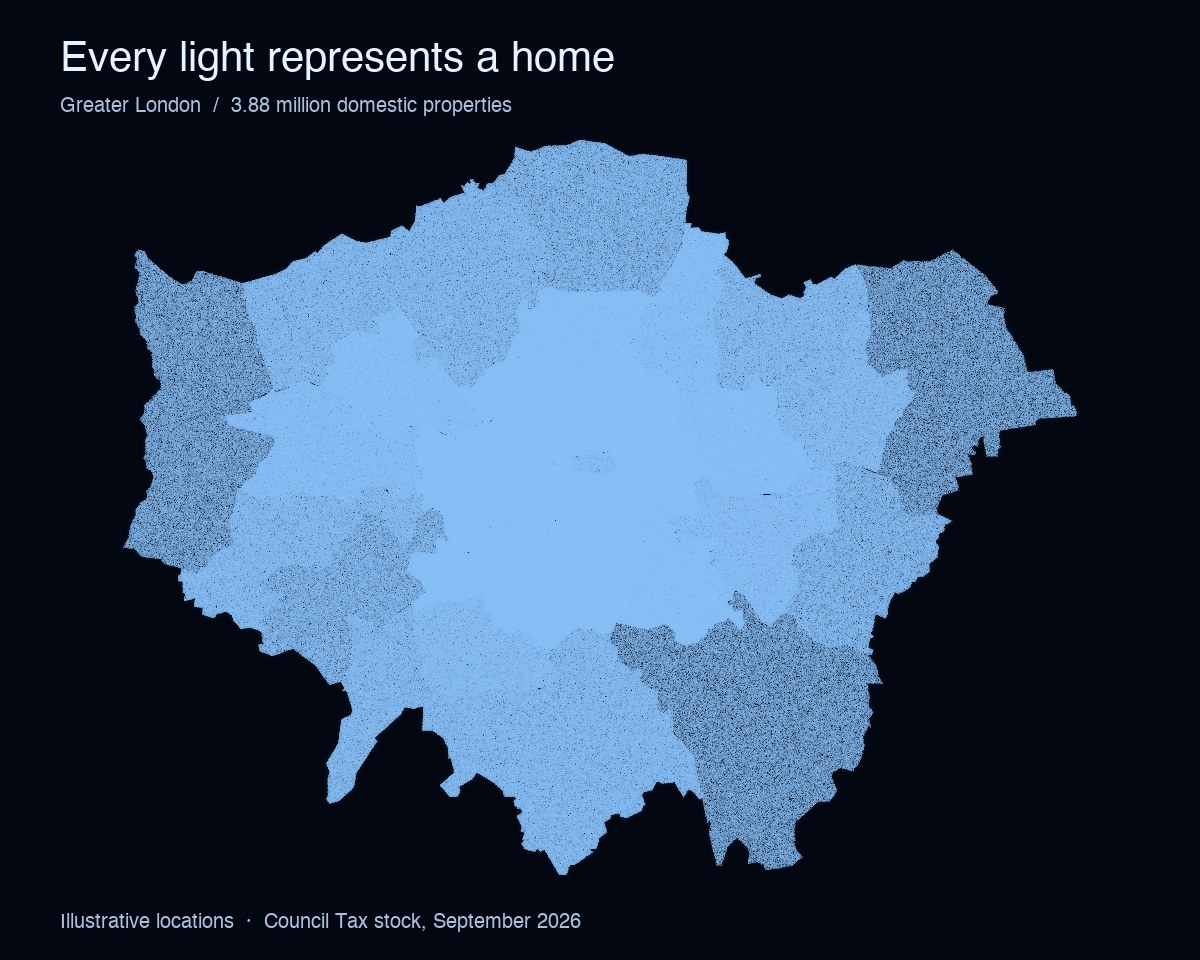 Every light represents a home
Greater London / 3.88 million domestic properties
Illustrative locations · Council Tax stock, September 2026